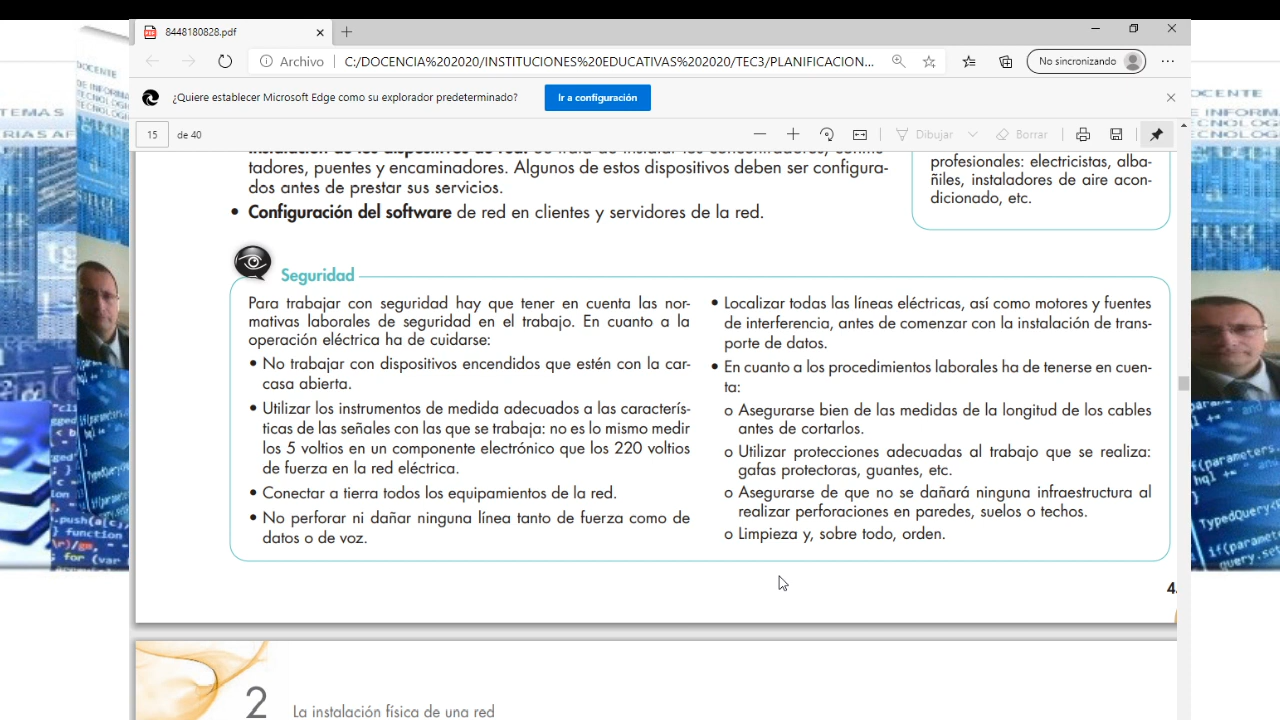 8448180828.pdf
Archivo
C:/DOCENCIA%202020/INSTITUCIONES%20EDUCATIVAS%202020/TEC3/PLANIFICACION...
No sincronizando
¿Quiere establecer Microsoft Edge como su explorador predeterminado?
Ir a configuración
15 de 40
Dibujar
Borrar
tadores, puentes y encaminadores. Algunos de estos dispositivos deben ser configura-
dos antes de prestar sus servicios.
• Configuración del software de red en clientes y servidores de la red.
profesionales: electricistas, alba-
ñiles, instaladores de aire acon-
dicionado, etc.
Seguridad
Para trabajar con seguridad hay que tener en cuenta las nor-
mativas laborales de seguridad en el trabajo. En cuanto a la
operación eléctrica ha de cuidarse:
• No trabajar con dispositivos encendidos que estén con la car-
casa abierta.
• Utilizar los instrumentos de medida adecuados a las caracterís-
ticas de las señales con las que se trabaja: no es lo mismo medir
los 5 voltios en un componente electrónico que los 220 voltios
de fuerza en la red eléctrica.
• Conectar a tierra todos los equipamientos de la red.
• No perforar ni dañar ninguna línea tanto de fuerza como de
datos o de voz.
• Localizar todas las líneas eléctricas, así como motores y fuentes
de interferencia, antes de comenzar con la instalación de trans-
porte de datos.
• En cuanto a los procedimientos laborales ha de tenerse en cuen-
ta:
o Asegurarse bien de las medidas de la longitud de los cables
antes de cortarlos.
o Utilizar protecciones adecuadas al trabajo que se realiza:
gafas protectoras, guantes, etc.
o Asegurarse de que no se dañará ninguna infraestructura al
realizar perforaciones en paredes, suelos o techos.
o Limpieza y, sobre todo, orden.
2
La instalación física de una red